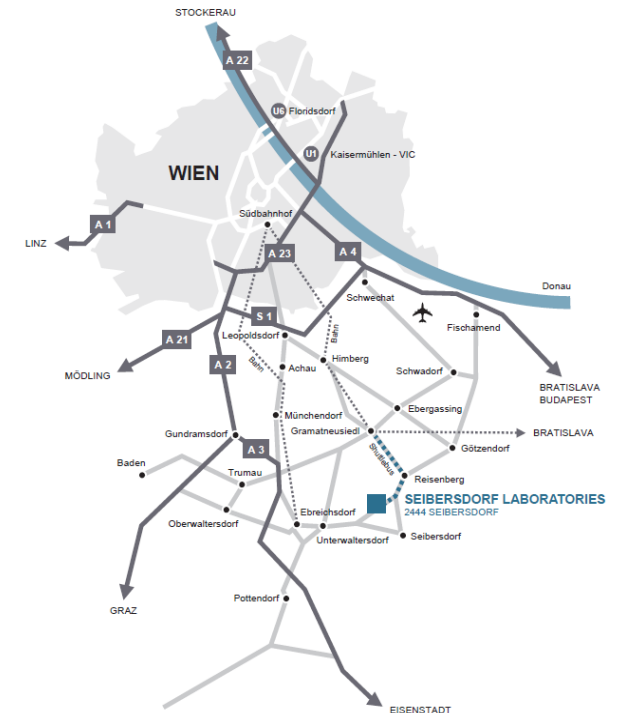 STOCKERAU
A 22
U6 Floridsdorf
U1 Kaisermühlen - VIC
WIEN
Südbahnhof
A 1
LINZ
A 23
A 4
Donau
Schwechat
S 1
Fischamend
Leopoldsdorf
Bahn
A 21
A 2
Bahn
Himberg
Achau
Schwadorf
MÖDLING
BRATISLAVA
BUDAPEST
Ebergassing
Münchendorf
Gramatneusiedl
BRATISLAVA
Gundramsdorf
A 3
Shuttlebus
Götzendorf
Baden
Trumau
Reisenberg
SEIBERSDORF LABORATORIES
2444 SEIBERSDORF
Oberwaltersdorf
Ebreichsdorf
Unterwaltersdorf
Seibersdorf
Pottendorf
GRAZ
EISENSTADT